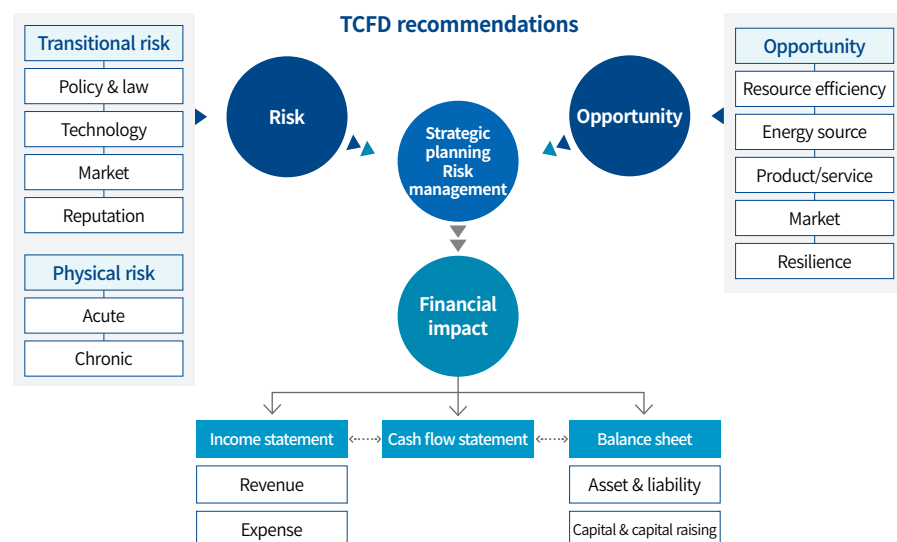 TCFD recommendations
Transitional risk
Policy & law
Technology
Market
Reputation
Physical risk
Acute
Chronic
Risk
Strategic
planning
Risk
management
Opportunity
Opportunity
Resource efficiency
Energy source
Product/service
Market
Resilience
Financial
impact
Income statement
Cash flow statement
Balance sheet
Revenue
Expense
Asset & liability
Capital & capital raising